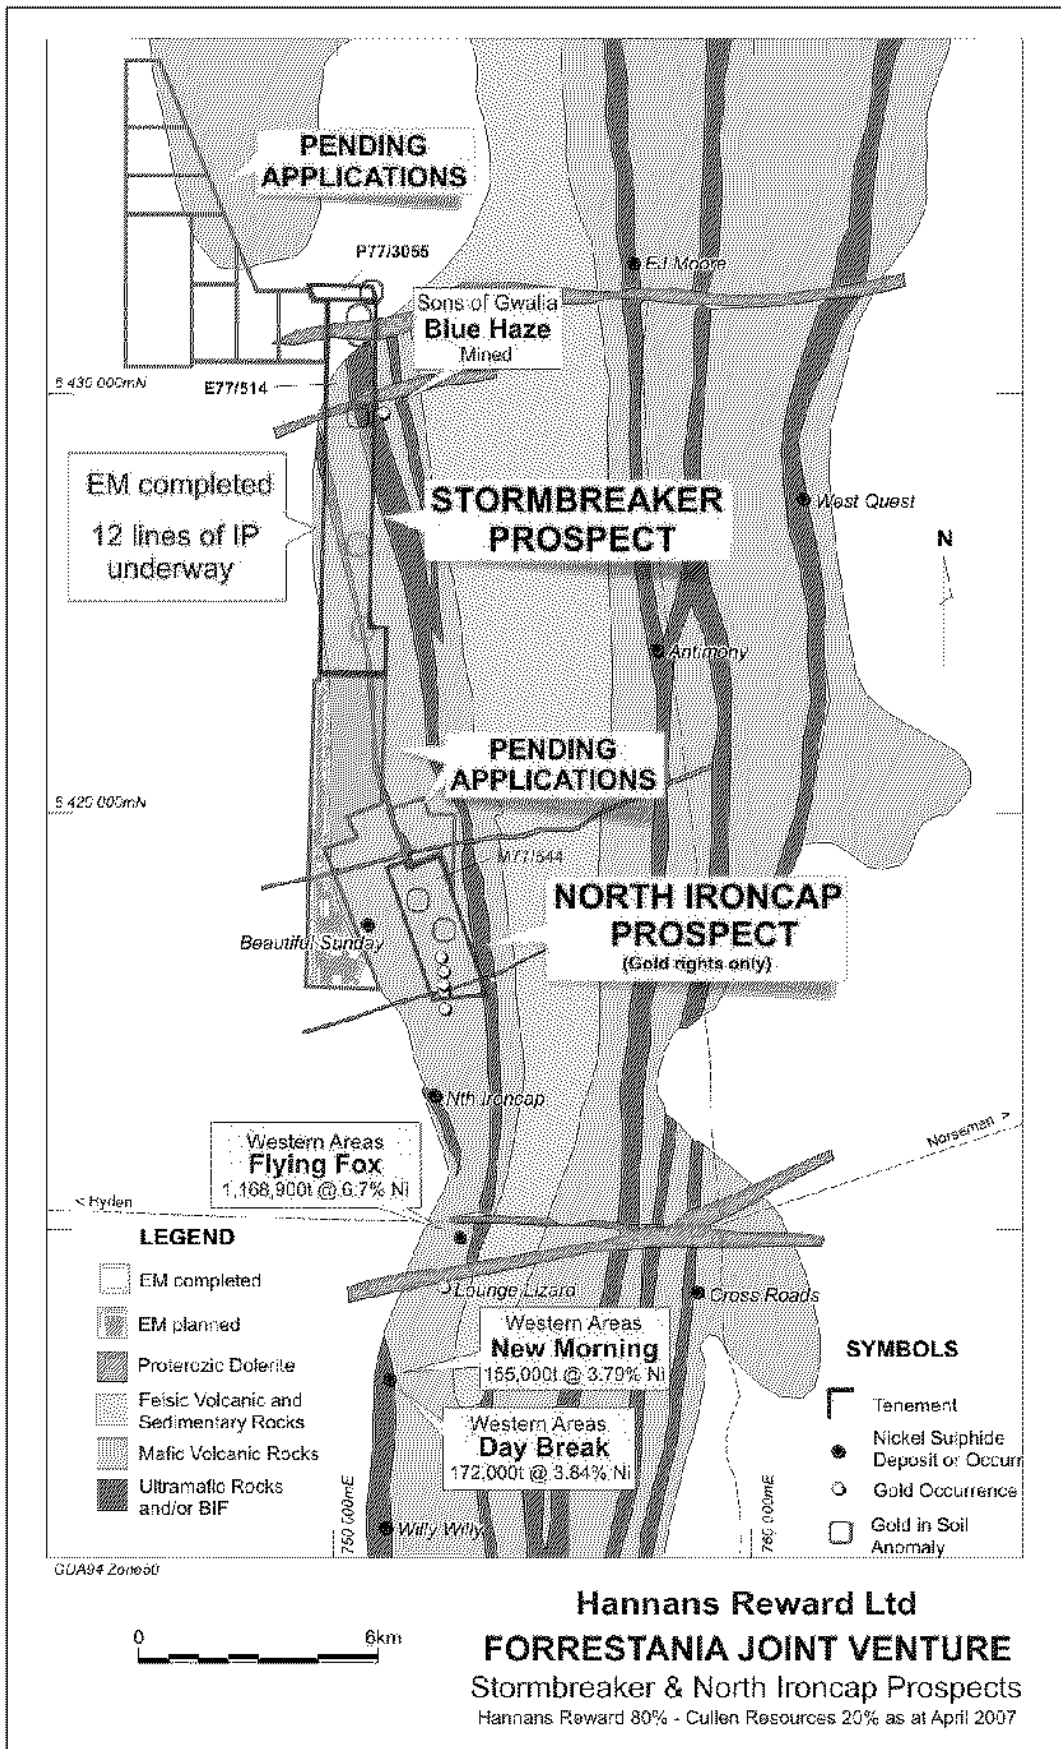 PENDING
APPLICATIONS
P77/3055
EJ Moore
Sons of Gwalia
Blue Haze
Mined
6 430 000mN
E77/514
EM completed
12 lines of IP
underway
STORMBREAKER
PROSPECT
West Quest
N
Antimony
PENDING
APPLICATIONS
6 420 000mN
M77/544
NORTH IRONCAP
PROSPECT
(Gold rights only)
Beautiful Sunday
Nth Ironcap
Western Areas
Flying Fox
1,168,900t @ 6.7% Ni
Norseman >
< Hyden
LEGEND
EM completed
EM planned
Proterozic Dolerite
Felsic Volcanic and
Sedimentary Rocks
Mafic Volcanic Rocks
Ultramafic Rocks
and/or BIF
Lounge Lizard
Cross Roads
Western Areas
New Morning
155,000t @ 3.70% Ni
Western Areas
Day Break
172,000t @ 3.84% Ni
Willy Willy
750 000mE
760 000mE
SYMBOLS
Tenement
Nickel Sulphide
Deposit or Occurr
Gold Occurrence
Gold in Soil
Anomaly
GDA94 Zone50
0 6km
Hannans Reward Ltd
FORRESTANIA JOINT VENTURE
Stormbreaker & North Ironcap Prospects
Hannans Reward 80% - Cullen Resources 20% as at April 2007